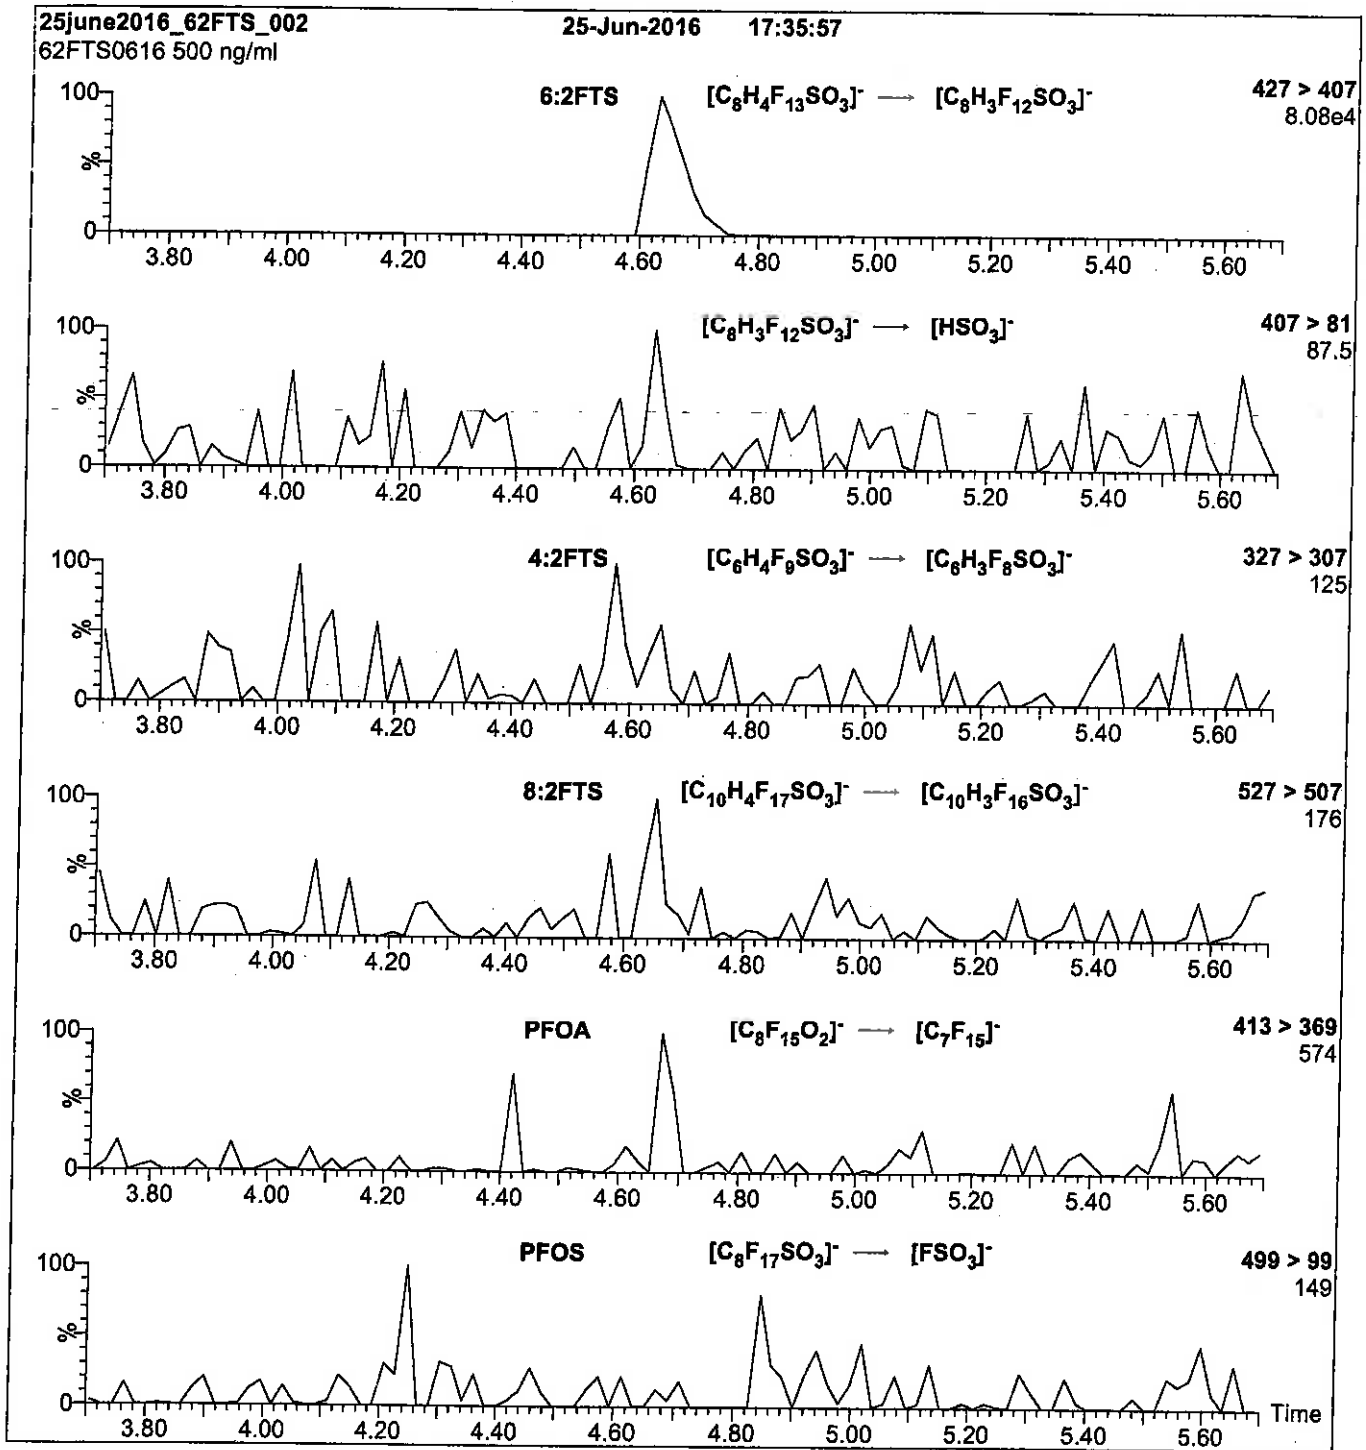 25june2016_62FTS_002 25-Jun-2016 17:35:57
62FTS0616 500 ng/ml
6:2FTS [C₈H₄F₁₃SO₃]⁻ → [C₈H₃F₁₂SO₃]⁻ 427 > 407
8.08e4
100
%
0
3.80 4.00 4.20 4.40 4.60 4.80 5.00 5.20 5.40 5.60
[C₈H₃F₁₂SO₃]⁻ → [HSO₃]⁻ 407 > 81
87.5
100
%
0
3.80 4.00 4.20 4.40 4.60 4.80 5.00 5.20 5.40 5.60
4:2FTS [C₆H₄F₉SO₃]⁻ → [C₆H₃F₈SO₃]⁻ 327 > 307
125
100
%
0
3.80 4.00 4.20 4.40 4.60 4.80 5.00 5.20 5.40 5.60
8:2FTS [C₁₀H₄F₁₇SO₃]⁻ → [C₁₀H₃F₁₆SO₃]⁻ 527 > 507
176
100
%
0
3.80 4.00 4.20 4.40 4.60 4.80 5.00 5.20 5.40 5.60
PFOA [C₈F₁₅O₂]⁻ → [C₇F₁₅]⁻ 413 > 369
574
100
%
0
3.80 4.00 4.20 4.40 4.60 4.80 5.00 5.20 5.40 5.60
PFOS [C₈F₁₇SO₃]⁻ → [FSO₃]⁻ 499 > 99
149
100
%
0
Time
3.80 4.00 4.20 4.40 4.60 4.80 5.00 5.20 5.40 5.60